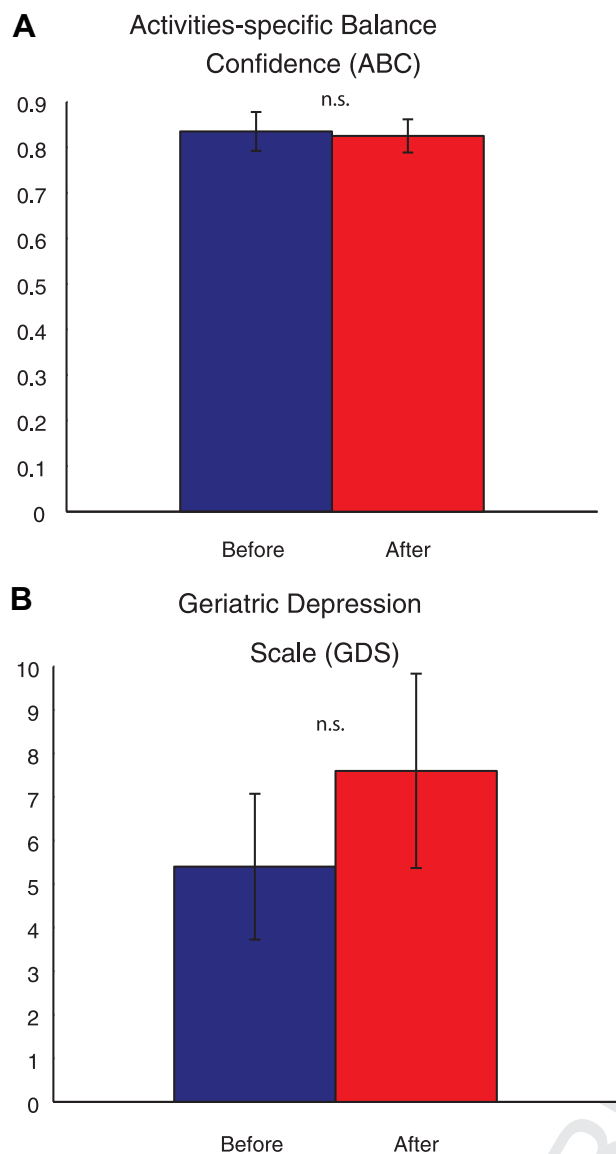 A
Activities-specific Balance
Confidence (ABC)
n.s.
0.9
0.8
0.7
0.6
0.5
0.4
0.3
0.2
0.1
0
Before After
B
Geriatric Depression
Scale (GDS)
n.s.
10
9
8
7
6
5
4
3
2
1
0
Before After